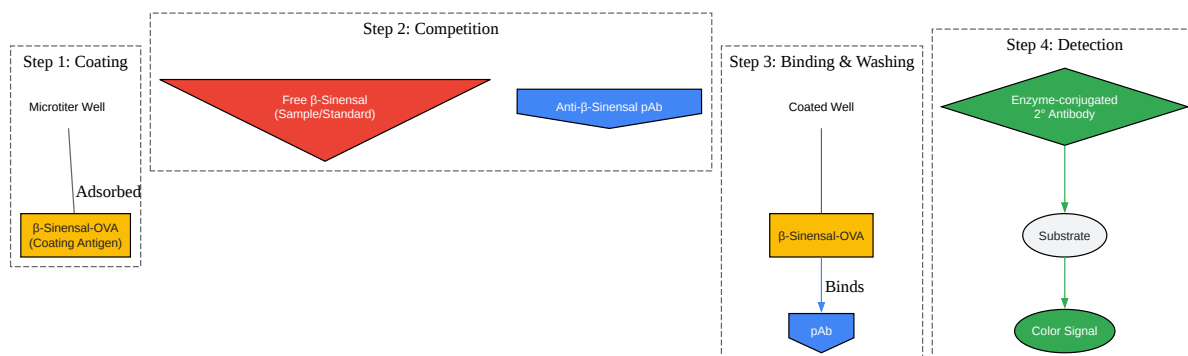 Step 1: Coating
Microtiter Well
Adsorbed
β-Sinensal-OVA
(Coating Antigen)
Step 2: Competition
Free β-Sinensal
(Sample/Standard)
Anti-β-Sinensal pAb
Step 3: Binding & Washing
Coated Well
β-Sinensal-OVA
Binds
pAb
Step 4: Detection
Enzyme-conjugated
2° Antibody
Substrate
Color Signal